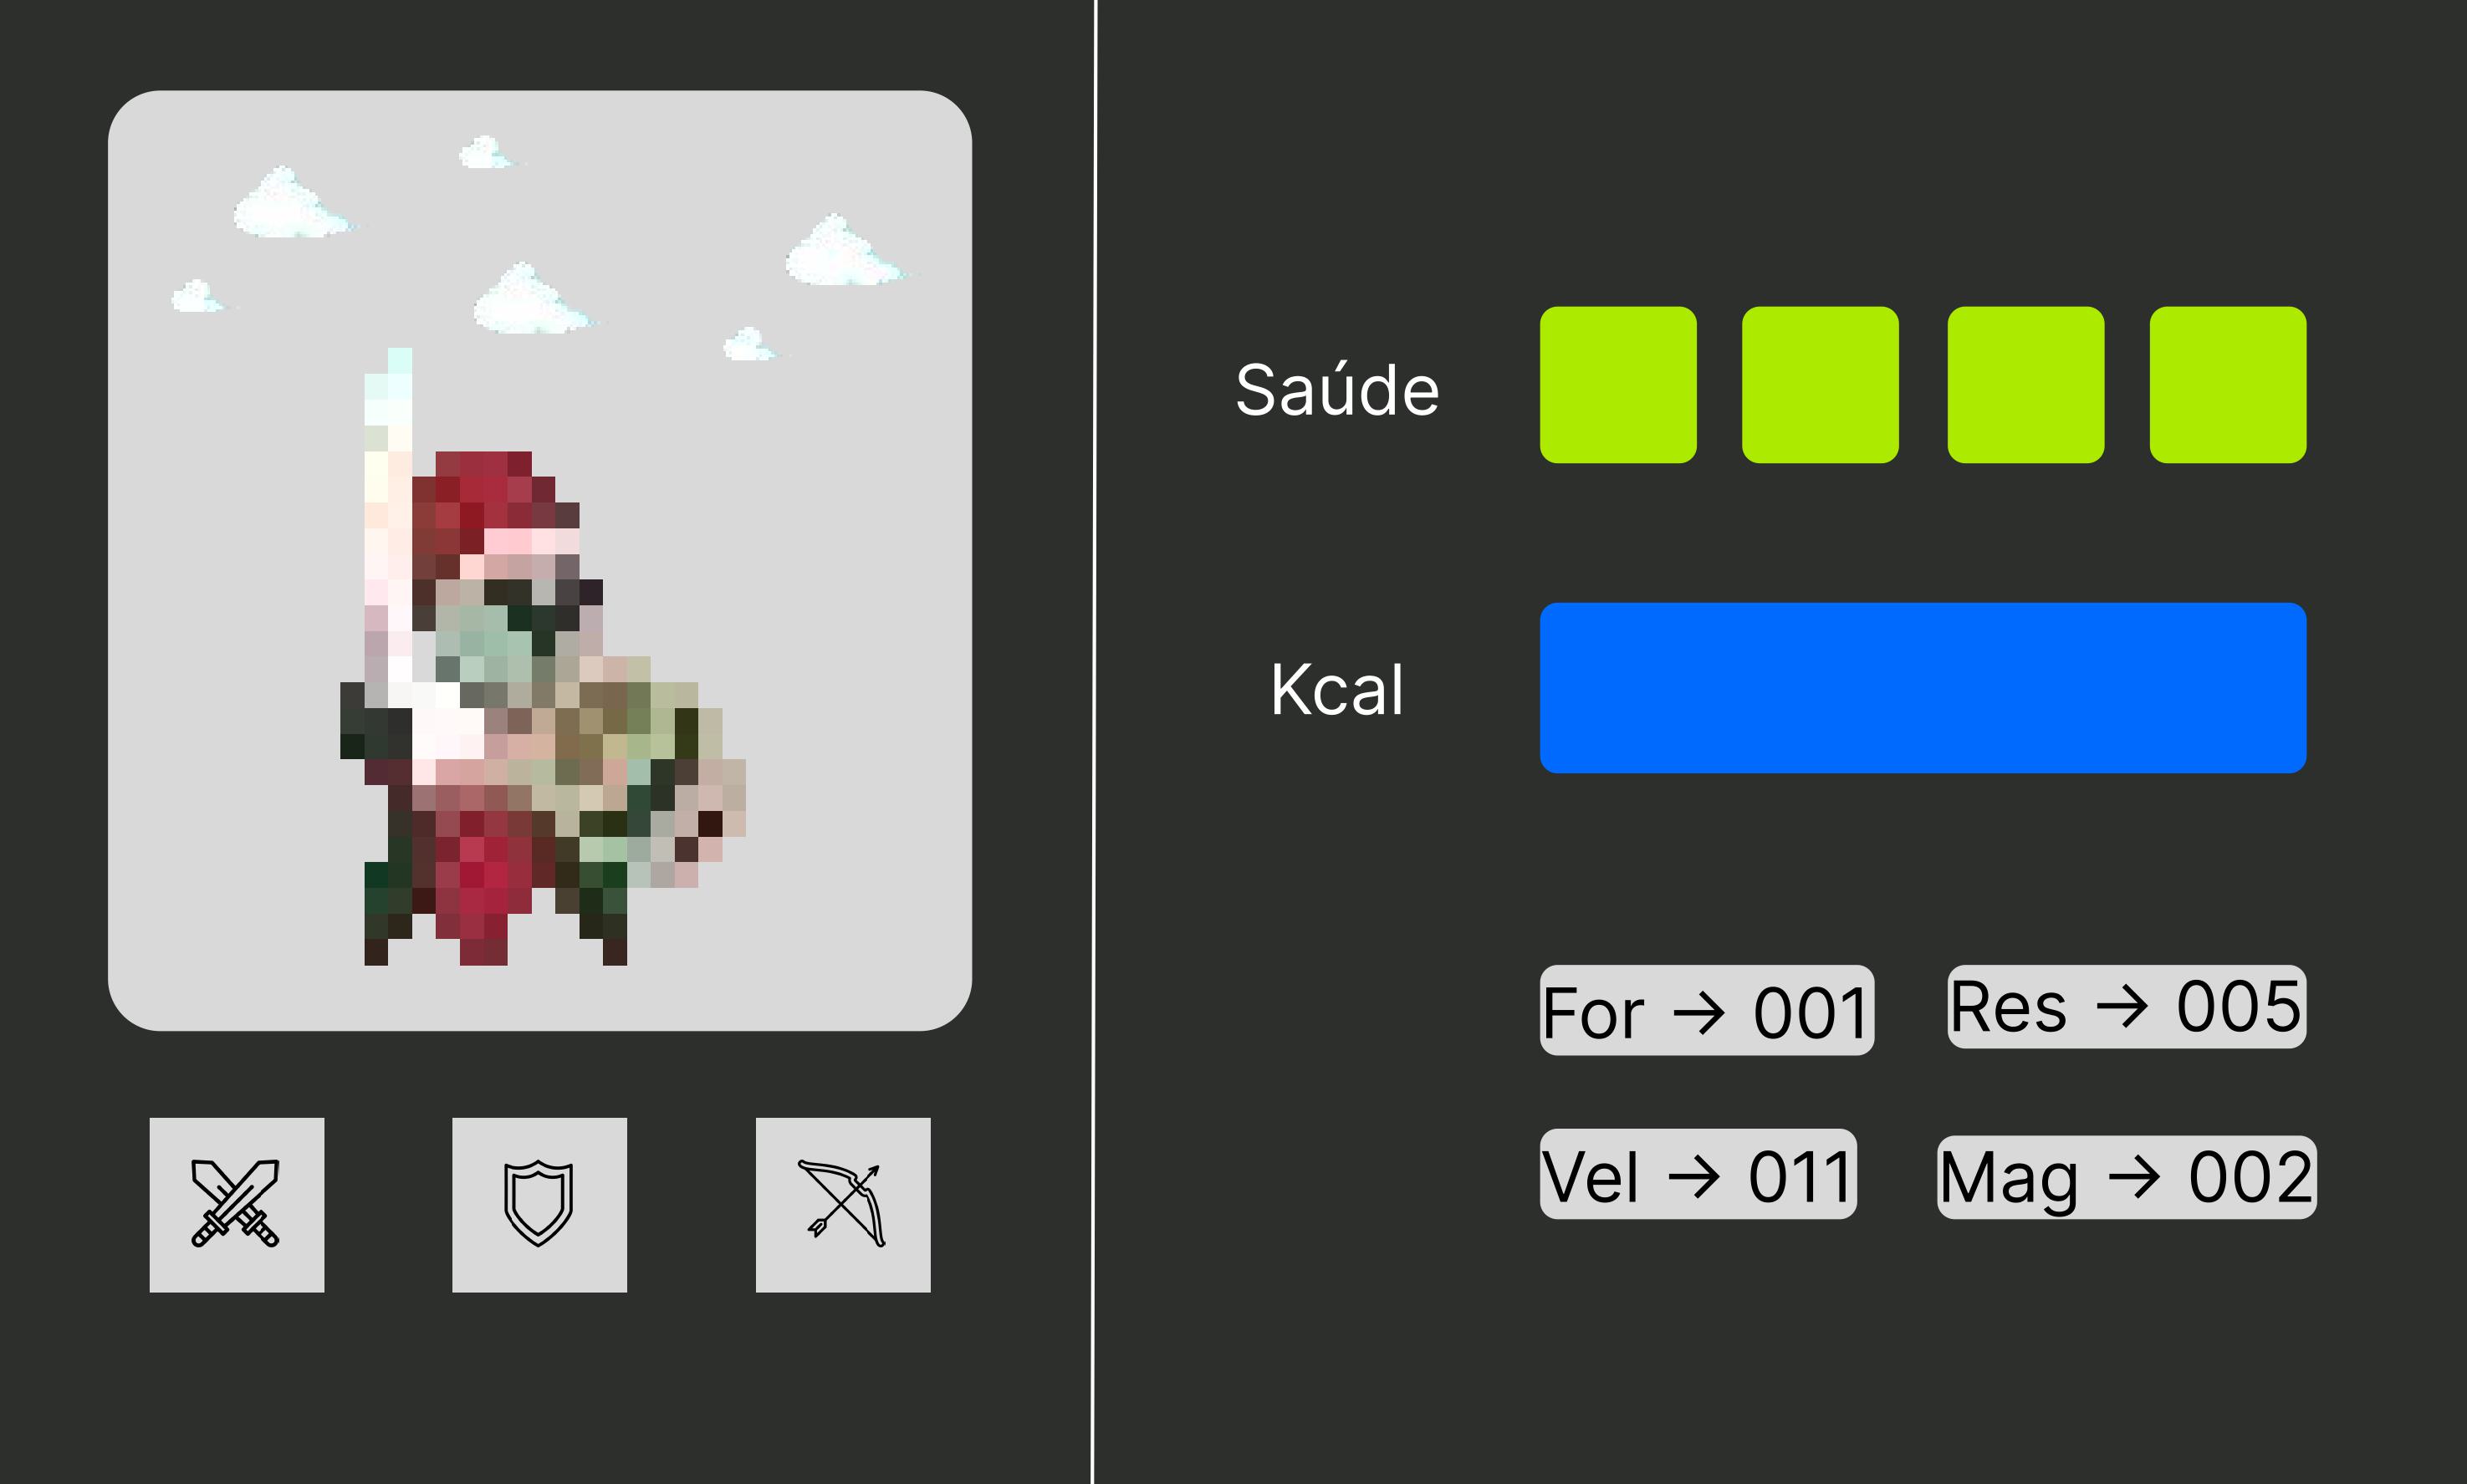 Saúde
Kcal
For → 001
Res → 005
Vel → 011
Mag → 002